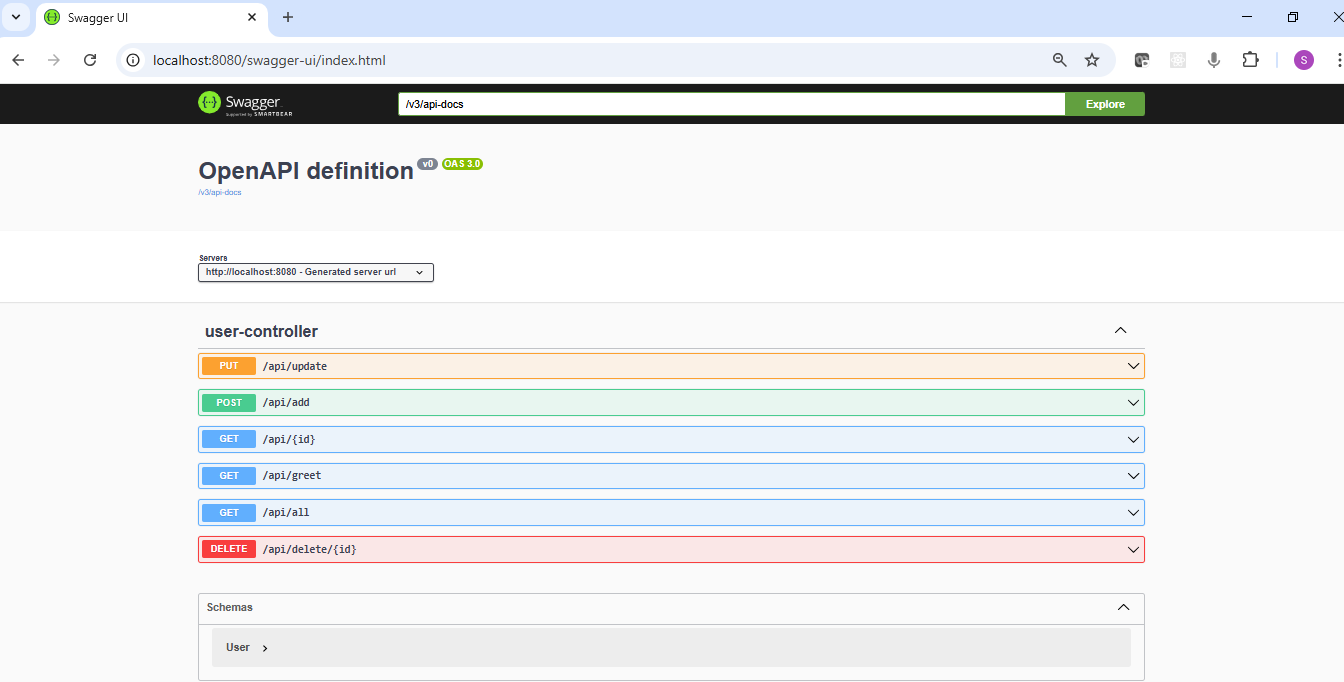 Swagger UI
localhost:8080/swagger-ui/index.html
S
Swagger
Supported by SMARTBEAR
/v3/api-docs
Explore
OpenAPI definition v0 OAS 3.0
/v3/api-docs
Servers
http://localhost:8080 - Generated server url
user-controller
PUT /api/update
POST /api/add
GET /api/{id}
GET /api/greet
GET /api/all
DELETE /api/delete/{id}
Schemas
User